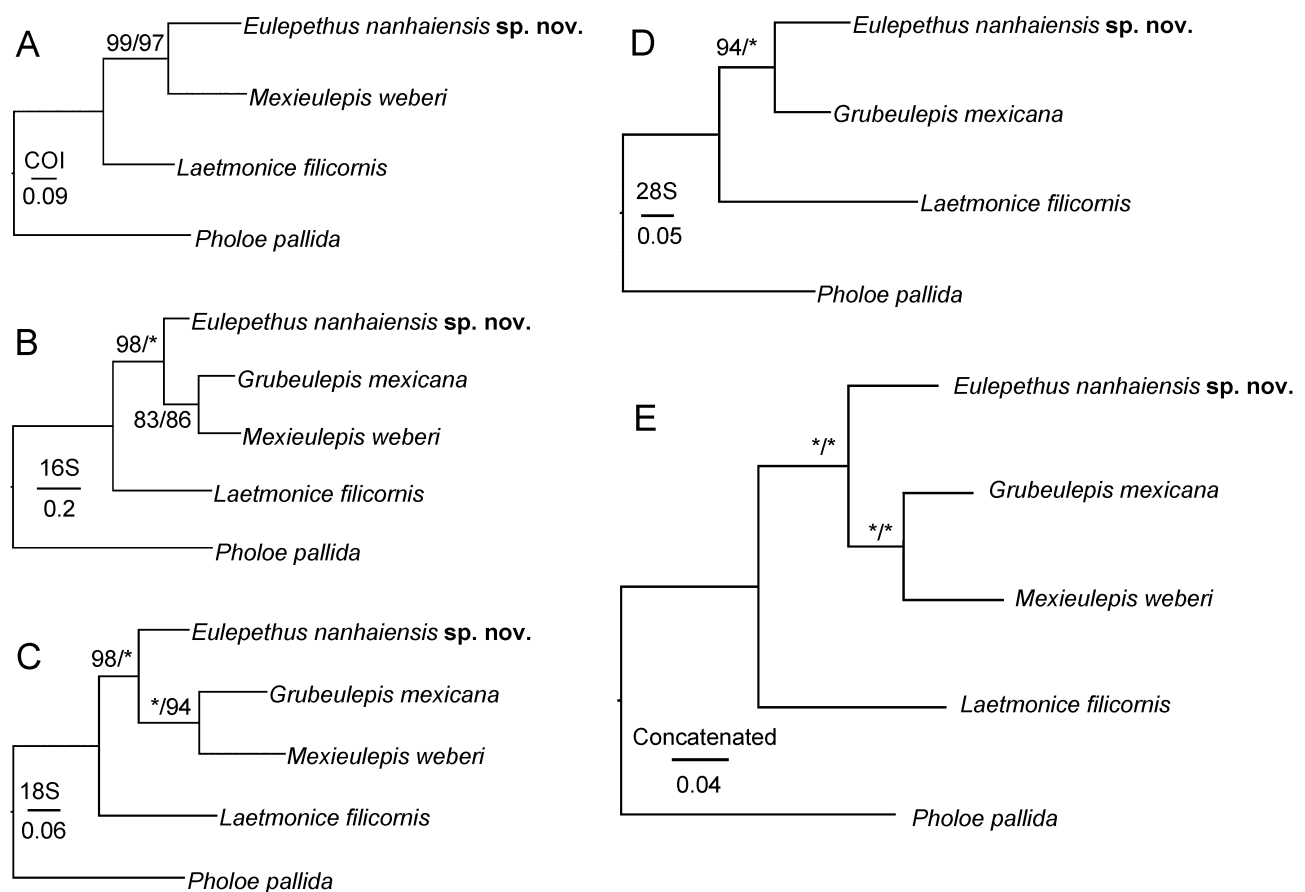 A
99/97
Eulepethus nanhaiensis sp. nov.
Mexieulepis weberi
Laetmonice filicornis
Pholoe pallida
COI
0.09
B
98/*
83/86
Eulepethus nanhaiensis sp. nov.
Grubeulepis mexicana
Mexieulepis weberi
Laetmonice filicornis
Pholoe pallida
16S
0.2
C
98/*
*/94
Eulepethus nanhaiensis sp. nov.
Grubeulepis mexicana
Mexieulepis weberi
Laetmonice filicornis
Pholoe pallida
18S
0.06
D
94/*
Eulepethus nanhaiensis sp. nov.
Grubeulepis mexicana
Laetmonice filicornis
Pholoe pallida
28S
0.05
E
*/*
*/*
Eulepethus nanhaiensis sp. nov.
Grubeulepis mexicana
Mexieulepis weberi
Laetmonice filicornis
Pholoe pallida
Concatenated
0.04